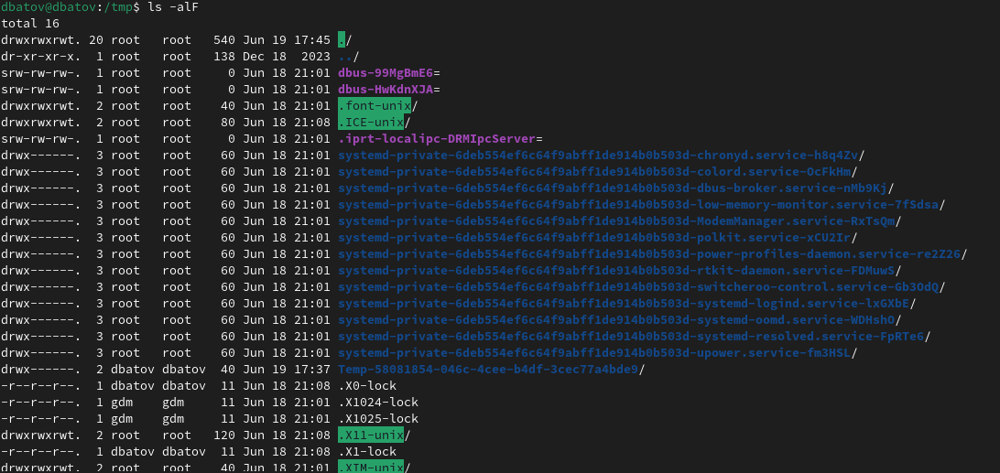 dbatov@dbatov:/tmp$ ls -alF
total 16
drwxrwxrwt. 20 root   root   540 Jun 19 17:45 ./
dr-xr-xr-x.  1 root   root   138 Dec 18  2023 ../
srw-rw-rw-.  1 root   root     0 Jun 18 21:01 dbus-99MgBmE6=
srw-rw-rw-.  1 root   root     0 Jun 18 21:01 dbus-HwKdnXJA=
drwxrwxrwt.  2 root   root    40 Jun 18 21:01 .font-unix/
drwxrwxrwt.  2 root   root    80 Jun 18 21:08 .ICE-unix/
srw-rw-rw-.  1 root   root     0 Jun 18 21:01 .iprt-localipc-DRMIpcServer=
drwx------.  3 root   root    60 Jun 18 21:01 systemd-private-6deb554ef6c64f9abff1de914b0b503d-chronyd.service-h8q4Zv/
drwx------.  3 root   root    60 Jun 18 21:01 systemd-private-6deb554ef6c64f9abff1de914b0b503d-colord.service-OcFkHm/
drwx------.  3 root   root    60 Jun 18 21:01 systemd-private-6deb554ef6c64f9abff1de914b0b503d-dbus-broker.service-nMb9Kj/
drwx------.  3 root   root    60 Jun 18 21:01 systemd-private-6deb554ef6c64f9abff1de914b0b503d-low-memory-monitor.service-7fSdsa/
drwx------.  3 root   root    60 Jun 18 21:01 systemd-private-6deb554ef6c64f9abff1de914b0b503d-ModemManager.service-RxTsQm/
drwx------.  3 root   root    60 Jun 18 21:01 systemd-private-6deb554ef6c64f9abff1de914b0b503d-polkit.service-xCU2Ir/
drwx------.  3 root   root    60 Jun 18 21:01 systemd-private-6deb554ef6c64f9abff1de914b0b503d-power-profiles-daemon.service-re2Z26/
drwx------.  3 root   root    60 Jun 18 21:01 systemd-private-6deb554ef6c64f9abff1de914b0b503d-rtkit-daemon.service-FDMuwS/
drwx------.  3 root   root    60 Jun 18 21:01 systemd-private-6deb554ef6c64f9abff1de914b0b503d-switcheroo-control.service-Gb3OdQ/
drwx------.  3 root   root    60 Jun 18 21:01 systemd-private-6deb554ef6c64f9abff1de914b0b503d-systemd-logind.service-lxGXbE/
drwx------.  3 root   root    60 Jun 18 21:01 systemd-private-6deb554ef6c64f9abff1de914b0b503d-systemd-oomd.service-WDHshO/
drwx------.  3 root   root    60 Jun 18 21:01 systemd-private-6deb554ef6c64f9abff1de914b0b503d-systemd-resolved.service-FpRTe6/
drwx------.  3 root   root    60 Jun 18 21:01 systemd-private-6deb554ef6c64f9abff1de914b0b503d-upower.service-fm3HSL/
drwx------.  2 dbatov dbatov  40 Jun 19 17:37 Temp-58081854-046c-4cee-b4df-3cec77a4bde9/
-r--r--r--.  1 dbatov dbatov  11 Jun 18 21:08 .X0-lock
-r--r--r--.  1 gdm    gdm     11 Jun 18 21:01 .X1024-lock
-r--r--r--.  1 gdm    gdm     11 Jun 18 21:01 .X1025-lock
drwxrwxrwt.  2 root   root   120 Jun 18 21:08 .X11-unix/
-r--r--r--.  1 dbatov dbatov  11 Jun 18 21:08 .X1-lock
drwxrwxrwt.  2 root   root    40 Jun 18 21:01 .XIM-unix/